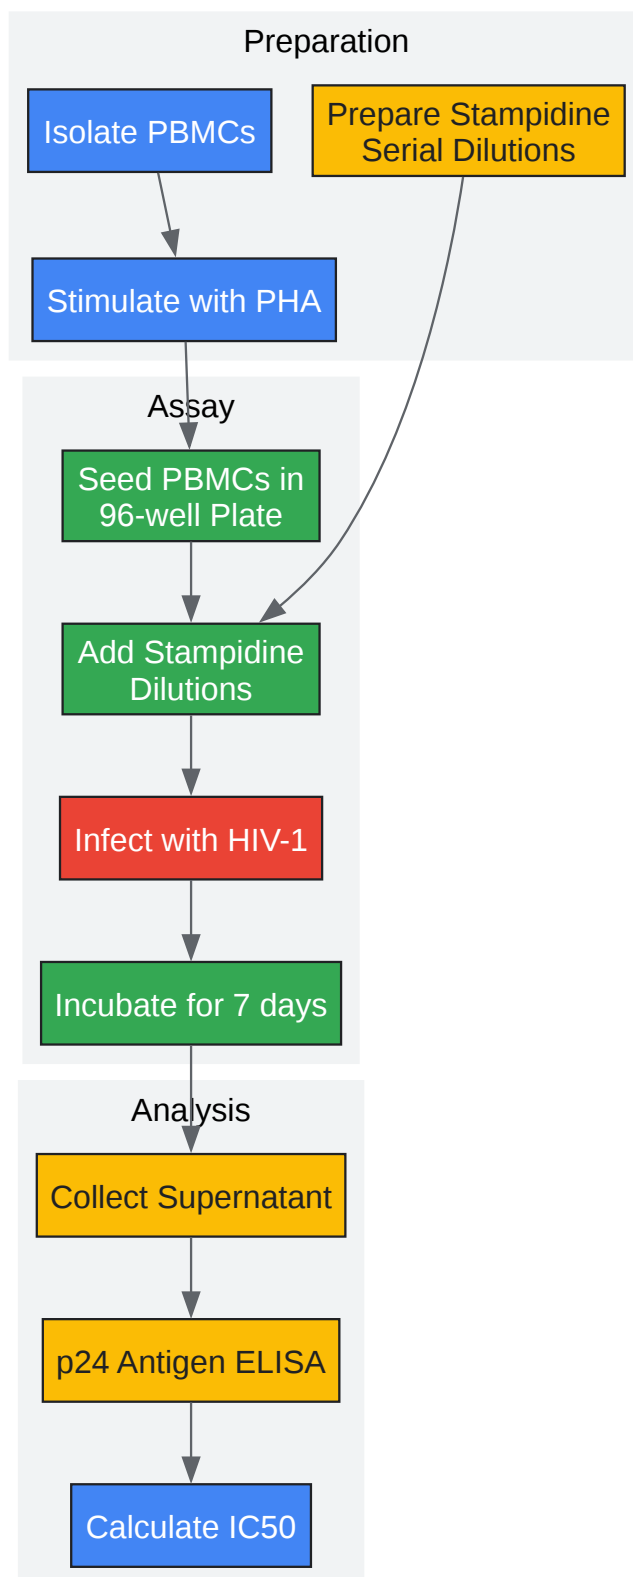 Preparation
Isolate PBMCs
Prepare Stampidine
Serial Dilutions
Stimulate with PHA
Assay
Seed PBMCs in
96-well Plate
Add Stampidine
Dilutions
Infect with HIV-1
Incubate for 7 days
Analysis
Collect Supernatant
p24 Antigen ELISA
Calculate IC50